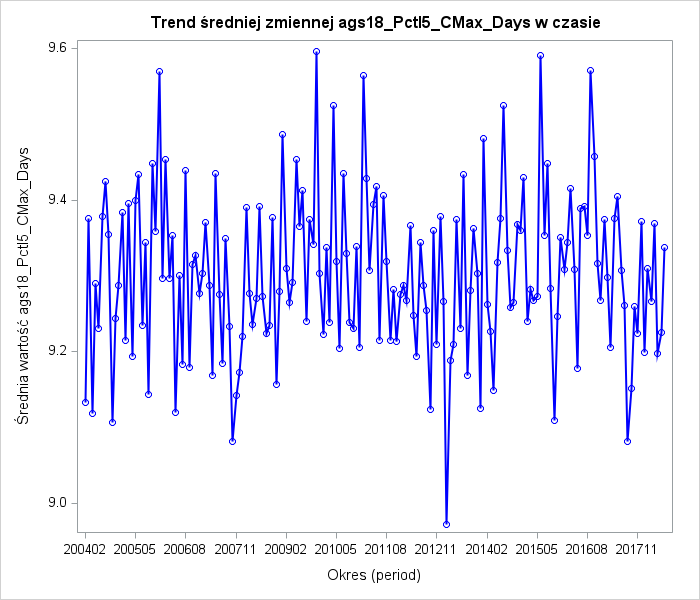 Trend średniej zmiennej ags18_Pctl5_CMax_Days w czasie
Średnia wartość ags18_Pctl5_CMax_Days
9.6
9.4
9.2
9.0
200402 200505 200608 200711 200902 201005 201108 201211 201402 201505 201608 201711
Okres (period)